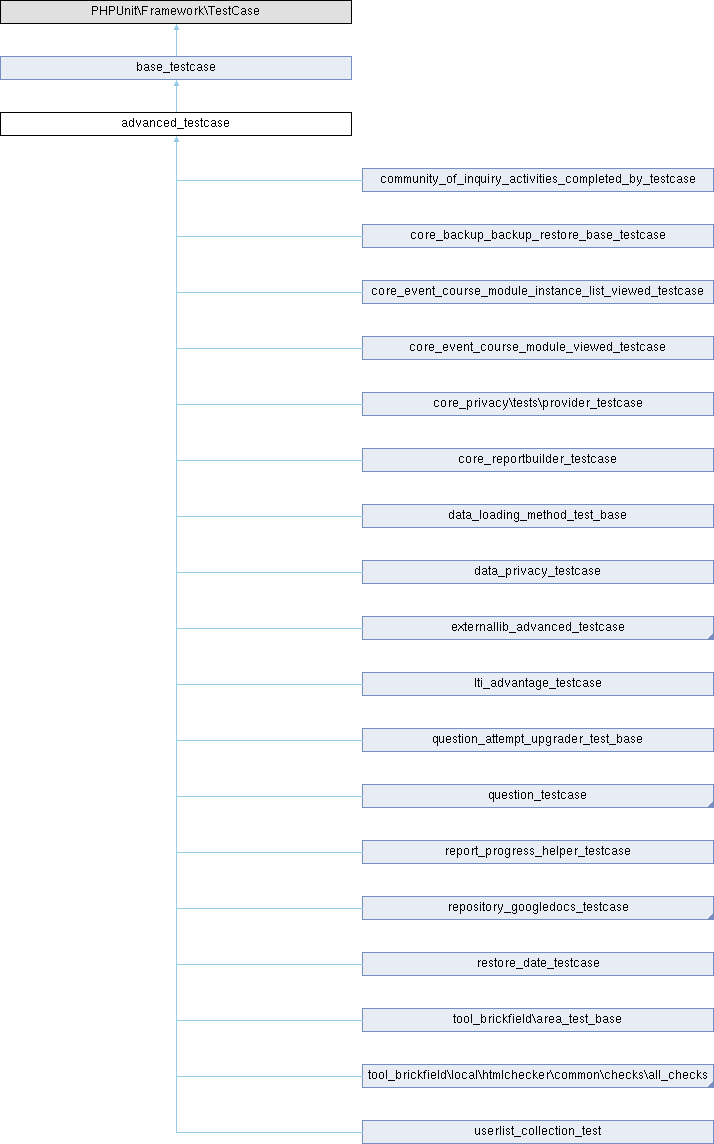 PHPUnit\Framework\TestCase
base_testcase
advanced_testcase
community_of_inquiry_activities_completed_by_testcase
core_backup_backup_restore_base_testcase
core_event_course_module_instance_list_viewed_testcase
core_event_course_module_viewed_testcase
core_privacy\tests\provider_testcase
core_reportbuilder_testcase
data_loading_method_test_base
data_privacy_testcase
externallib_advanced_testcase
lti_advantage_testcase
question_attempt_upgrader_test_base
question_testcase
report_progress_helper_testcase
repository_googledocs_testcase
restore_date_testcase
tool_brickfield\area_test_base
tool_brickfield\local\htmlchecker\common\checks\all_checks
userlist_collection_test